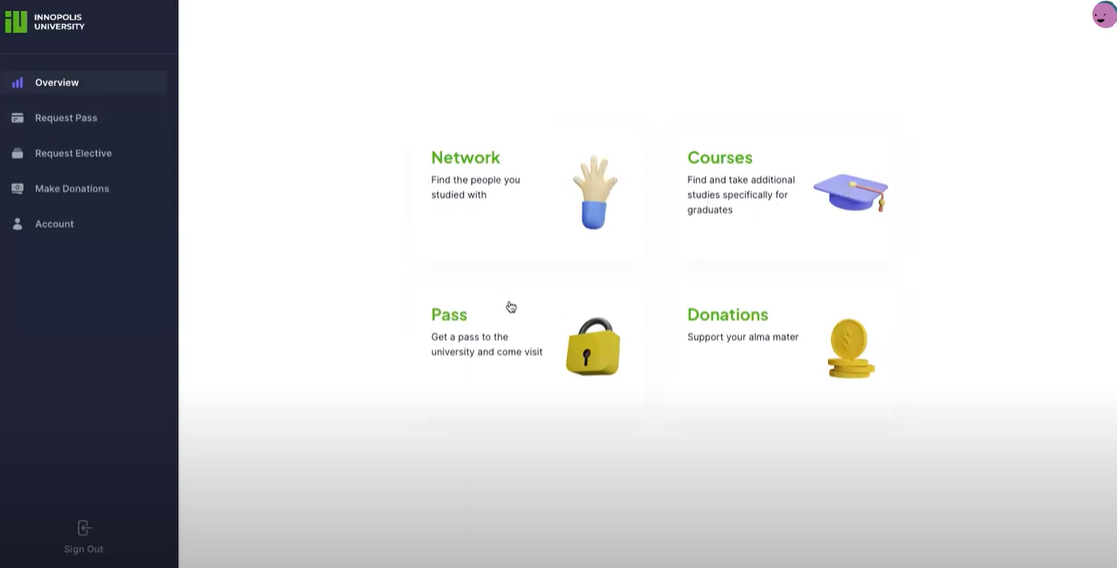 INNOPOLIS
UNIVERSITY
Overview
Request Pass
Request Elective
Make Donations
Account
Sign Out
Network
Find the people you
studied with
Courses
Find and take additional
studies specifically for
graduates
Pass
Get a pass to the
university and come visit
Donations
Support your alma mater